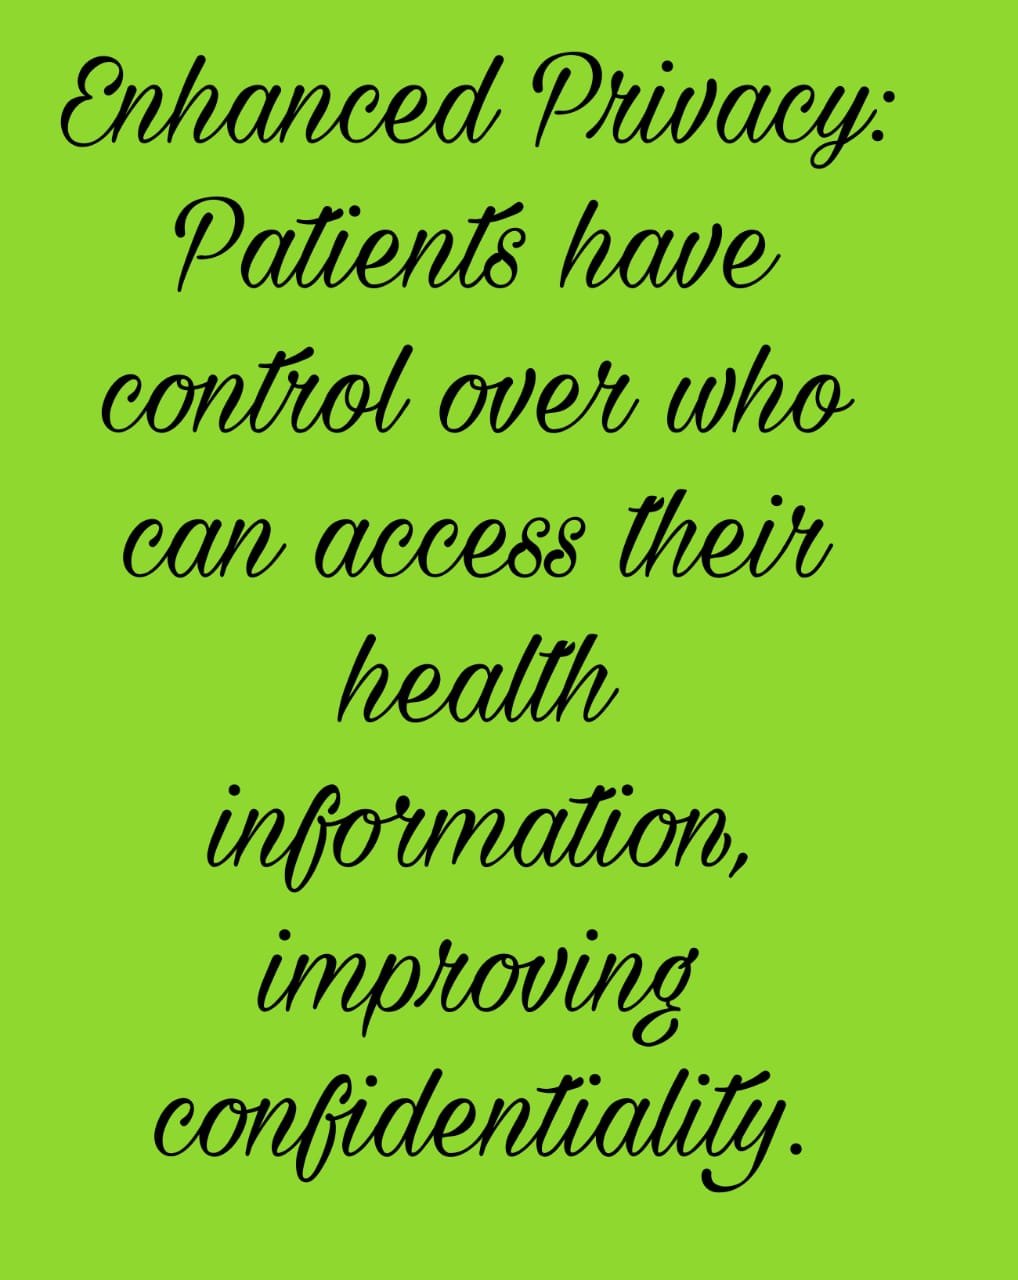 Enhanced Privacy:
Patients have
control over who
can access their
health
information,
improving
confidentiality.